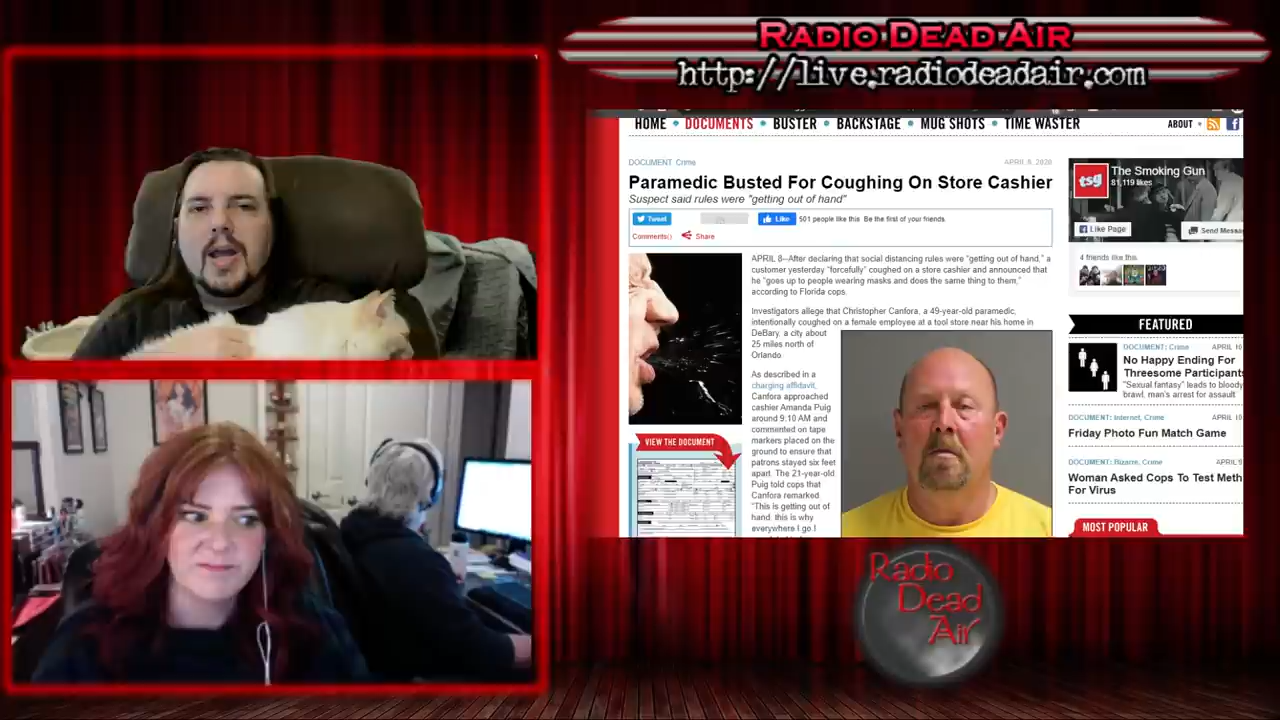 RADIO DEAD AIR
http://live.radiodeadair.com
HOME • DOCUMENTS • BUSTER • BACKSTAGE • MUG SHOTS • TIME WASTER
ABOUT
DOCUMENT: Crime
APRIL 8, 2020
Paramedic Busted For Coughing On Store Cashier
Suspect said rules were "getting out of hand"
Tweet
Like
501 people like this. Be the first of your friends.
Comments()
Share
APRIL 8--After declaring that social distancing rules were "getting out of hand," a
customer yesterday "forcefully" coughed on a store cashier and announced that
he "goes up to people wearing masks and does the same thing to them,"
according to Florida cops.
Investigators allege that Christopher Canfora, a 49-year-old paramedic,
intentionally coughed on a female employee at a tool store near his home in
DeBary, a city about
25 miles north of
Orlando
As described in a
charging affidavit,
Canfora approached
cashier Amanda Puig
around 9:10 AM and
commented on tape
markers placed on the
ground to ensure that
patrons stayed six feet
apart. The 21-year-old
Puig told cops that
Canfora remarked
"This is getting out of
hand, this is why
everywhere I go I
VIEW THE DOCUMENT
tsg
The Smoking Gun
81,119 likes
Like Page
Send Messa
4 friends like this
FEATURED
DOCUMENT: Crime
APRIL 10
No Happy Ending For
Threesome Participants
"Sexual fantasy" leads to bloody
brawl, man's arrest for assault
DOCUMENT: Internet, Crime
APRIL 10
Friday Photo Fun Match Game
DOCUMENT: Bizarre, Crime
APRIL 9
Woman Asked Cops To Test Meth
For Virus
MOST POPULAR
Radio
Dead
Air